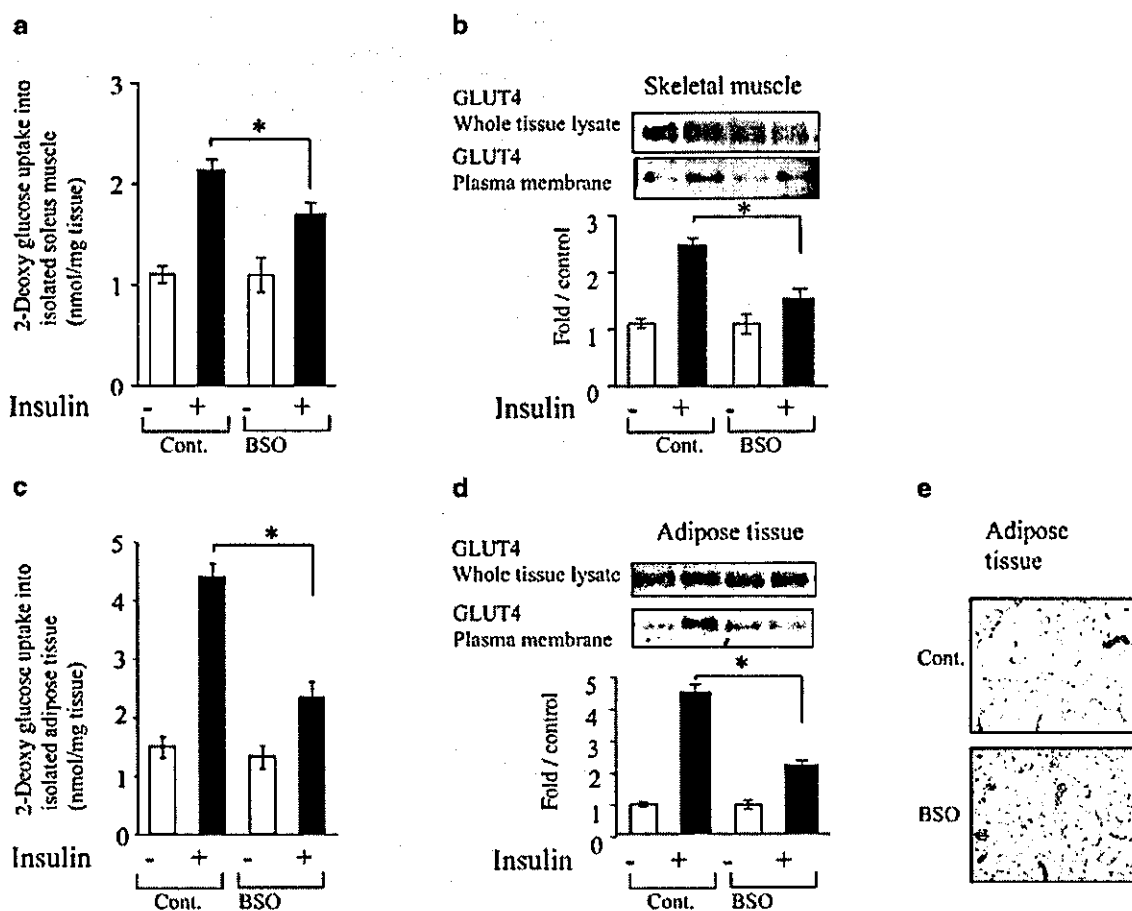 a
2-Deoxy glucose uptake into
isolated soleus muscle
(nmol/mg tissue)
3
2
1
0
*
Insulin
- + - +
Cont. BSO
b
Skeletal muscle
GLUT4
Whole tissue lysate
GLUT4
Plasma membrane
Fold / control
3
2
1
0
*
Insulin
- + - +
Cont. BSO
c
2-Deoxy glucose uptake into
isolated adipose tissue
(nmol/mg tissue)
5
4
3
2
1
0
*
Insulin
- + - +
Cont. BSO
d
Adipose tissue
GLUT4
Whole tissue lysate
GLUT4
Plasma membrane
Fold / control
5
4
3
2
1
0
*
Insulin
- + - +
Cont. BSO
e
Adipose
tissue
Cont.
BSO